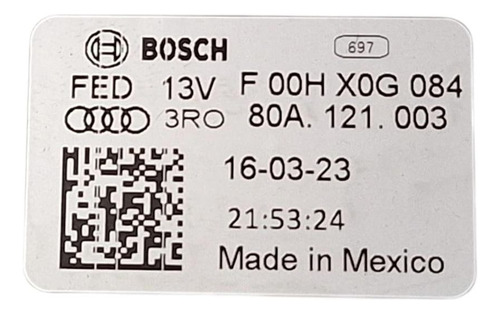 BOSCH 697
FED 13V F 00H X0G 084
3RO 80A. 121. 003
16-03-23
21:53:24
Made in Mexico